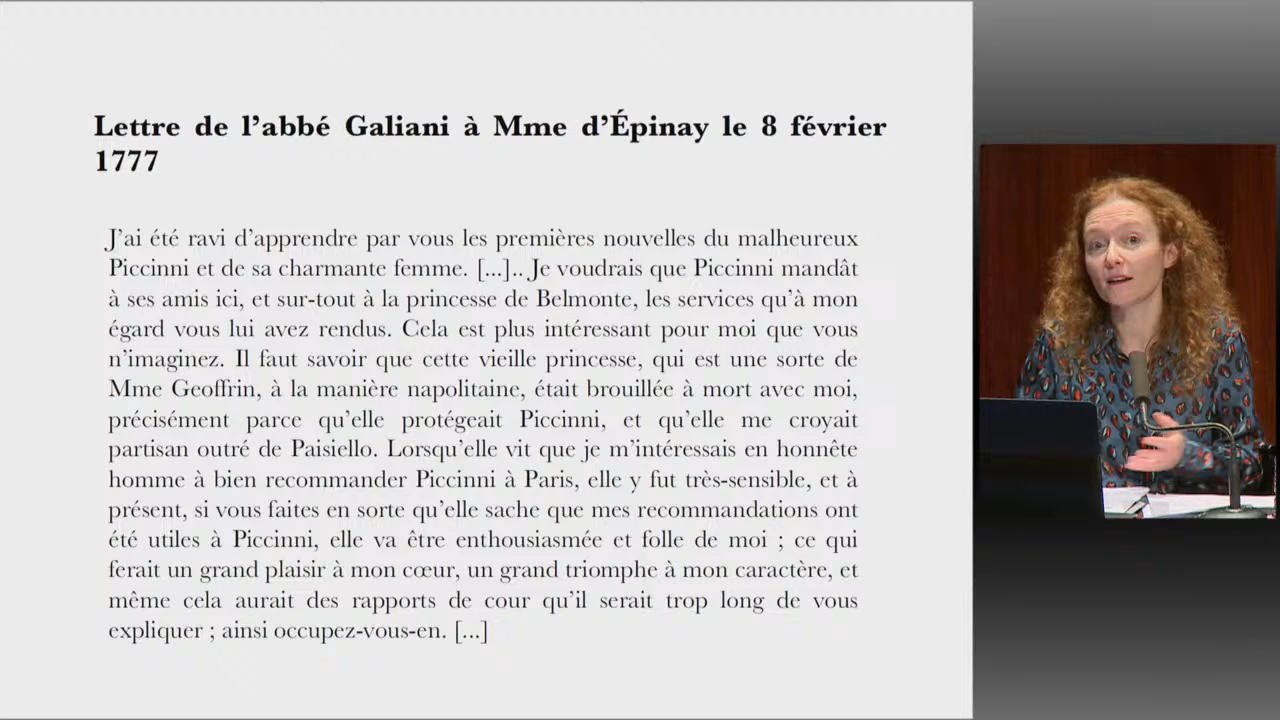 Lettre de l’abbé Galiani à Mme d’Épinay le 8 février
1777
J’ai été ravi d’apprendre par vous les premières nouvelles du malheureux
Piccinni et de sa charmante femme. [...].. Je voudrais que Piccinni mandât
à ses amis ici, et sur-tout à la princesse de Belmonte, les services qu’à mon
égard vous lui avez rendus. Cela est plus intéressant pour moi que vous
n’imaginez. Il faut savoir que cette vieille princesse, qui est une sorte de
Mme Geoffrin, à la manière napolitaine, était brouillée à mort avec moi,
précisément parce qu’elle protégeait Piccinni, et qu’elle me croyait
partisan outré de Paisiello. Lorsqu’elle vit que je m’intéressais en honnête
homme à bien recommander Piccinni à Paris, elle y fut très-sensible, et à
présent, si vous faites en sorte qu’elle sache que mes recommandations ont
été utiles à Piccinni, elle va être enthousiasmée et folle de moi ; ce qui
ferait un grand plaisir à mon cœur, un grand triomphe à mon caractère, et
même cela aurait des rapports de cour qu’il serait trop long de vous
expliquer ; ainsi occupez-vous-en. [...]